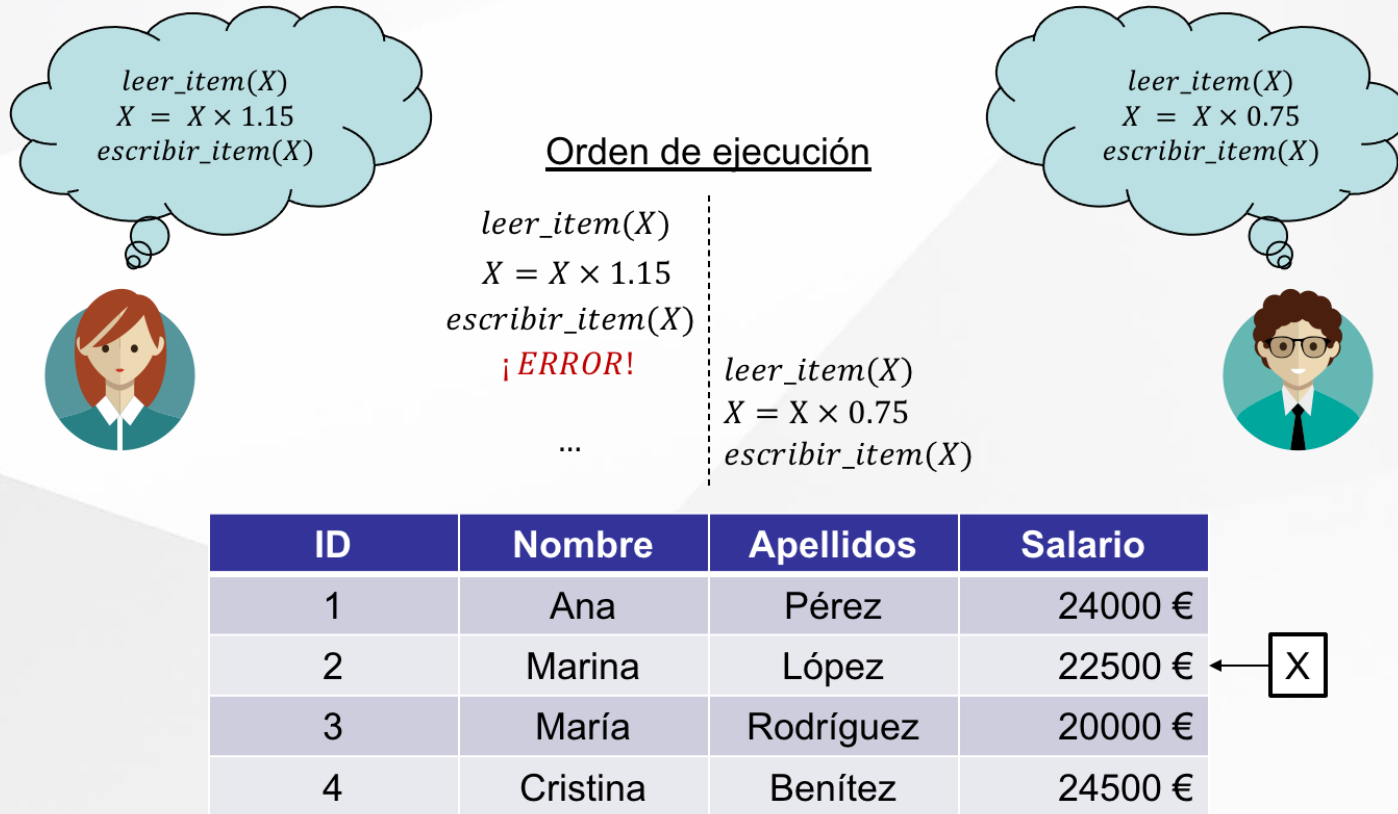 leer_item(X)
X = X × 1.15
escribir_item(X)
leer_item(X)
X = X × 0.75
escribir_item(X)
Orden de ejecución
leer_item(X)
X = X × 1.15
escribir_item(X)
¡ERROR!
...
leer_item(X)
X = X × 0.75
escribir_item(X)
ID Nombre Apellidos Salario
1 Ana Pérez 24000 €
2 Marina López 22500 €
X
3 María Rodríguez 20000 €
4 Cristina Benítez 24500 €